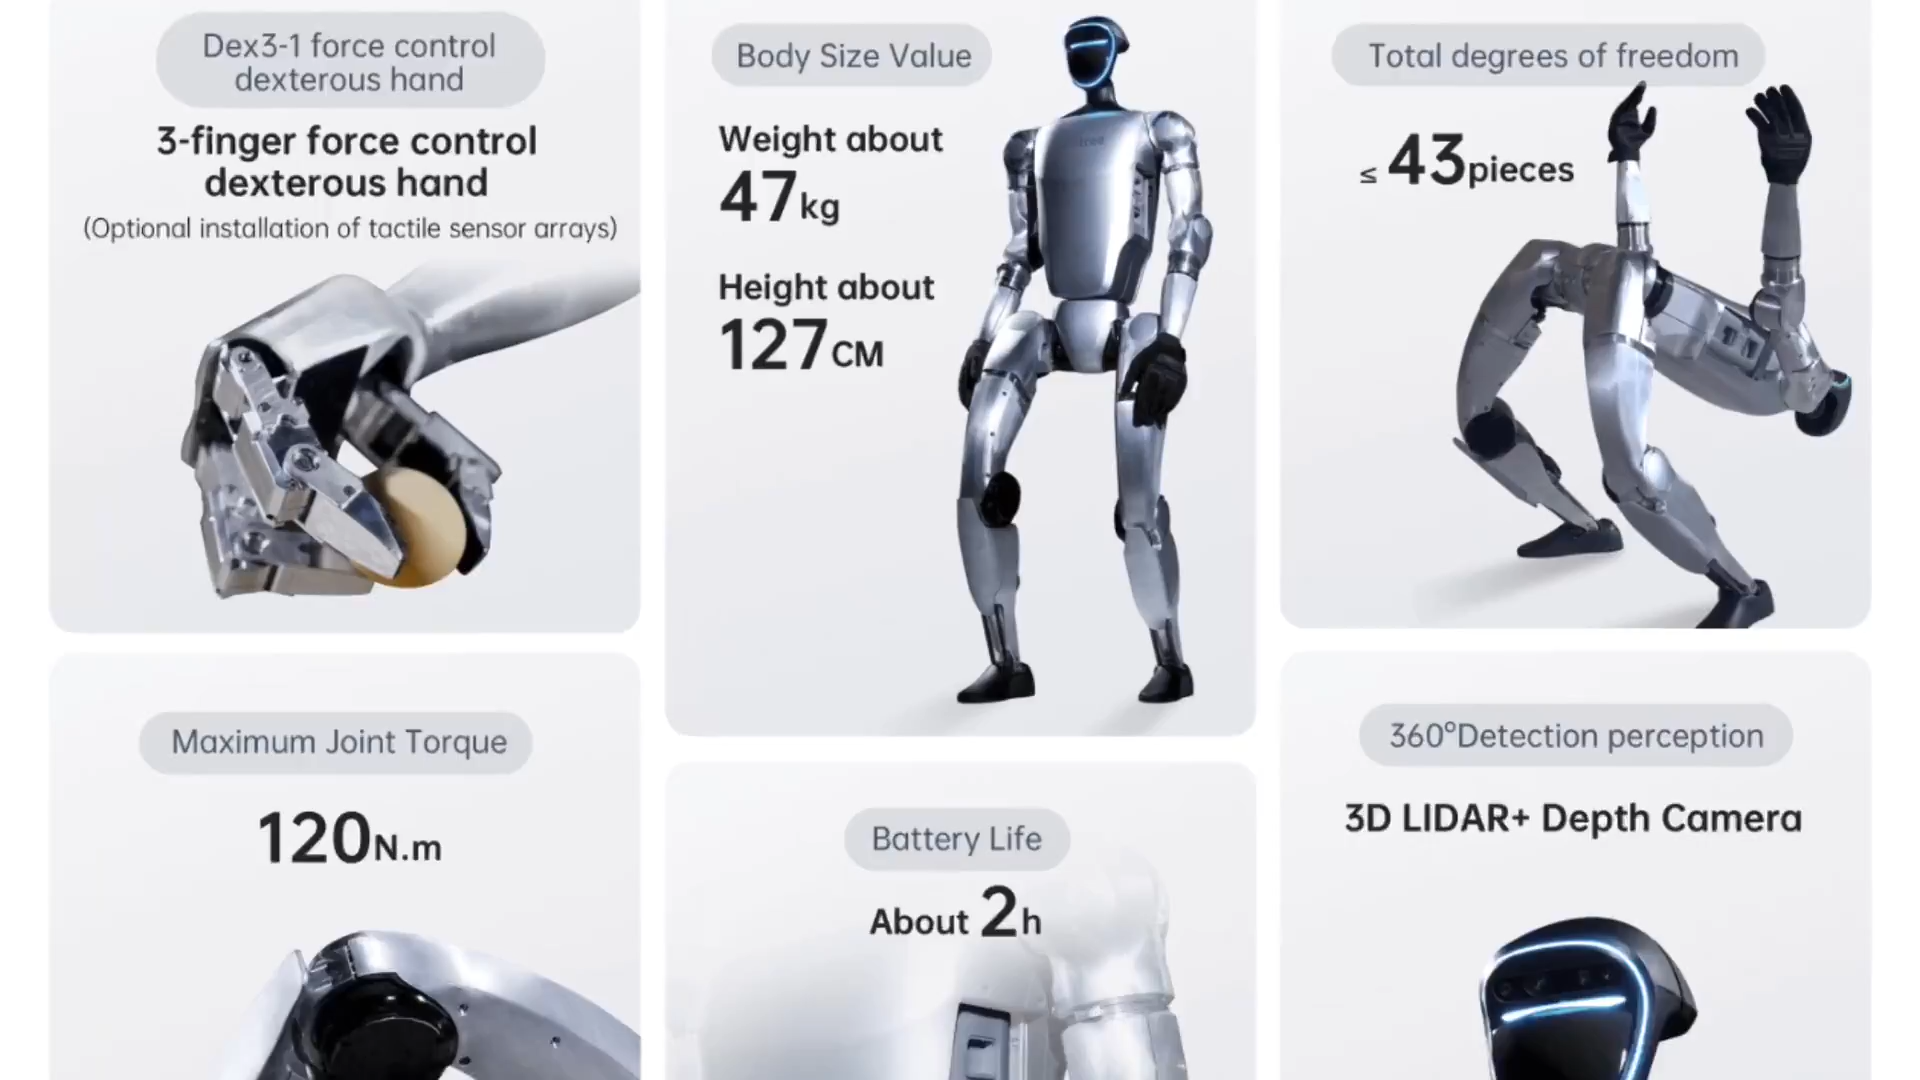 Dex3-1 force control
dexterous hand
3-finger force control
dexterous hand
(Optional installation of tactile sensor arrays)
Body Size Value
Weight about
47kg
Height about
127CM
Total degrees of freedom
≤ 43pieces
Maximum Joint Torque
120N.m
Battery Life
About 2h
360°Detection perception
3D LIDAR+ Depth Camera